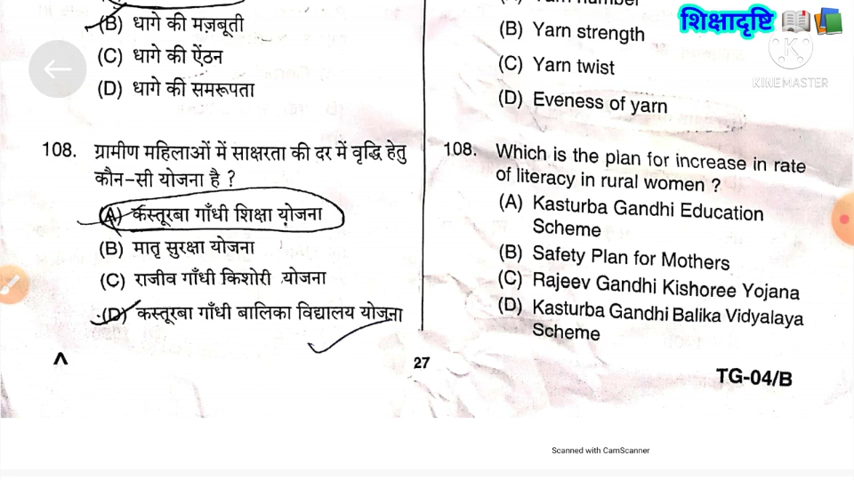 शिक्षादृष्टि
KINEMASTER
(B) धागे की मज़बूती
(C) धागे की ऐंठन
(D) धागे की समरूपता
108. ग्रामीण महिलाओं में साक्षरता की दर में वृद्धि हेतु
कौन-सी योजना है ?
(A) कस्तूरबा गाँधी शिक्षा योजना
(B) मातृ सुरक्षा योजना
(C) राजीव गाँधी किशोरी योजना
(D) कस्तूरबा गाँधी बालिका विद्यालय योजना
(B) Yarn strength
(C) Yarn twist
(D) Eveness of yarn
108. Which is the plan for increase in rate
of literacy in rural women ?
(A) Kasturba Gandhi Education
Scheme
(B) Safety Plan for Mothers
(C) Rajeev Gandhi Kishoree Yojana
(D) Kasturba Gandhi Balika Vidyalaya
Scheme
27
TG-04/B
Scanned with CamScanner